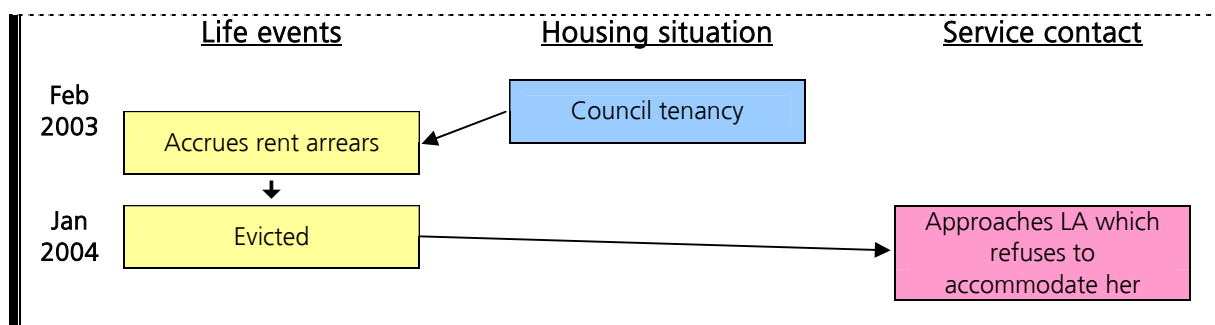 Life events
Housing situation
Service contact
Feb
2003
Council tenancy
Accrues rent arrears
Jan
2004
Evicted
Approaches LA which
refuses to
accommodate her